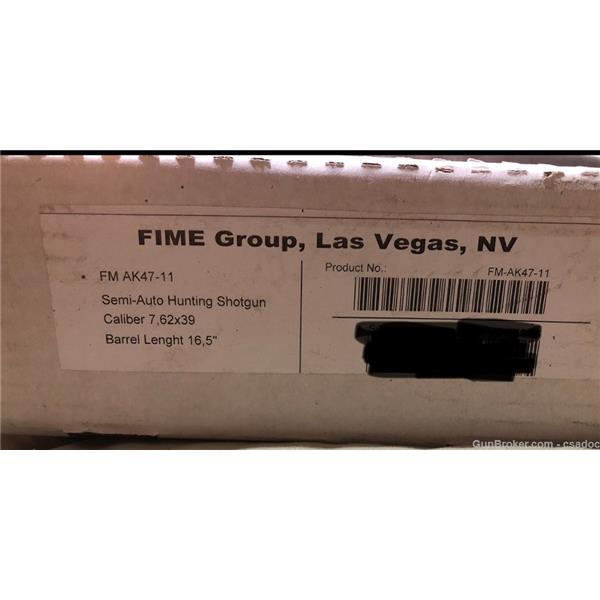 FIME Group, Las Vegas, NV
FM AK47-11
Semi-Auto Hunting Shotgun
Caliber 7,62x39
Barrel Lenght 16,5"
Product No.:
FM-AK47-11
GunBroker.com - csadoc